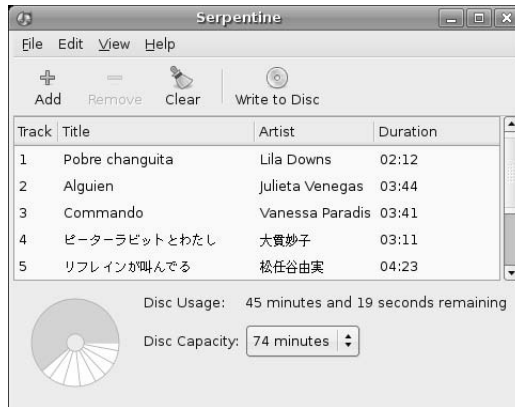 Serpentine
File Edit View Help
Add Remove Clear Write to Disc
Track Title Artist Duration
1 Pobre changuita Lila Downs 02:12
2 Alguien Julieta Venegas 03:44
3 Commando Vanessa Paradis 03:41
4 ピーターラビットとわたし 大貫妙子 03:11
5 リフレインが叫んでる 松任谷由実 04:23
Disc Usage: 45 minutes and 19 seconds remaining
Disc Capacity: 74 minutes